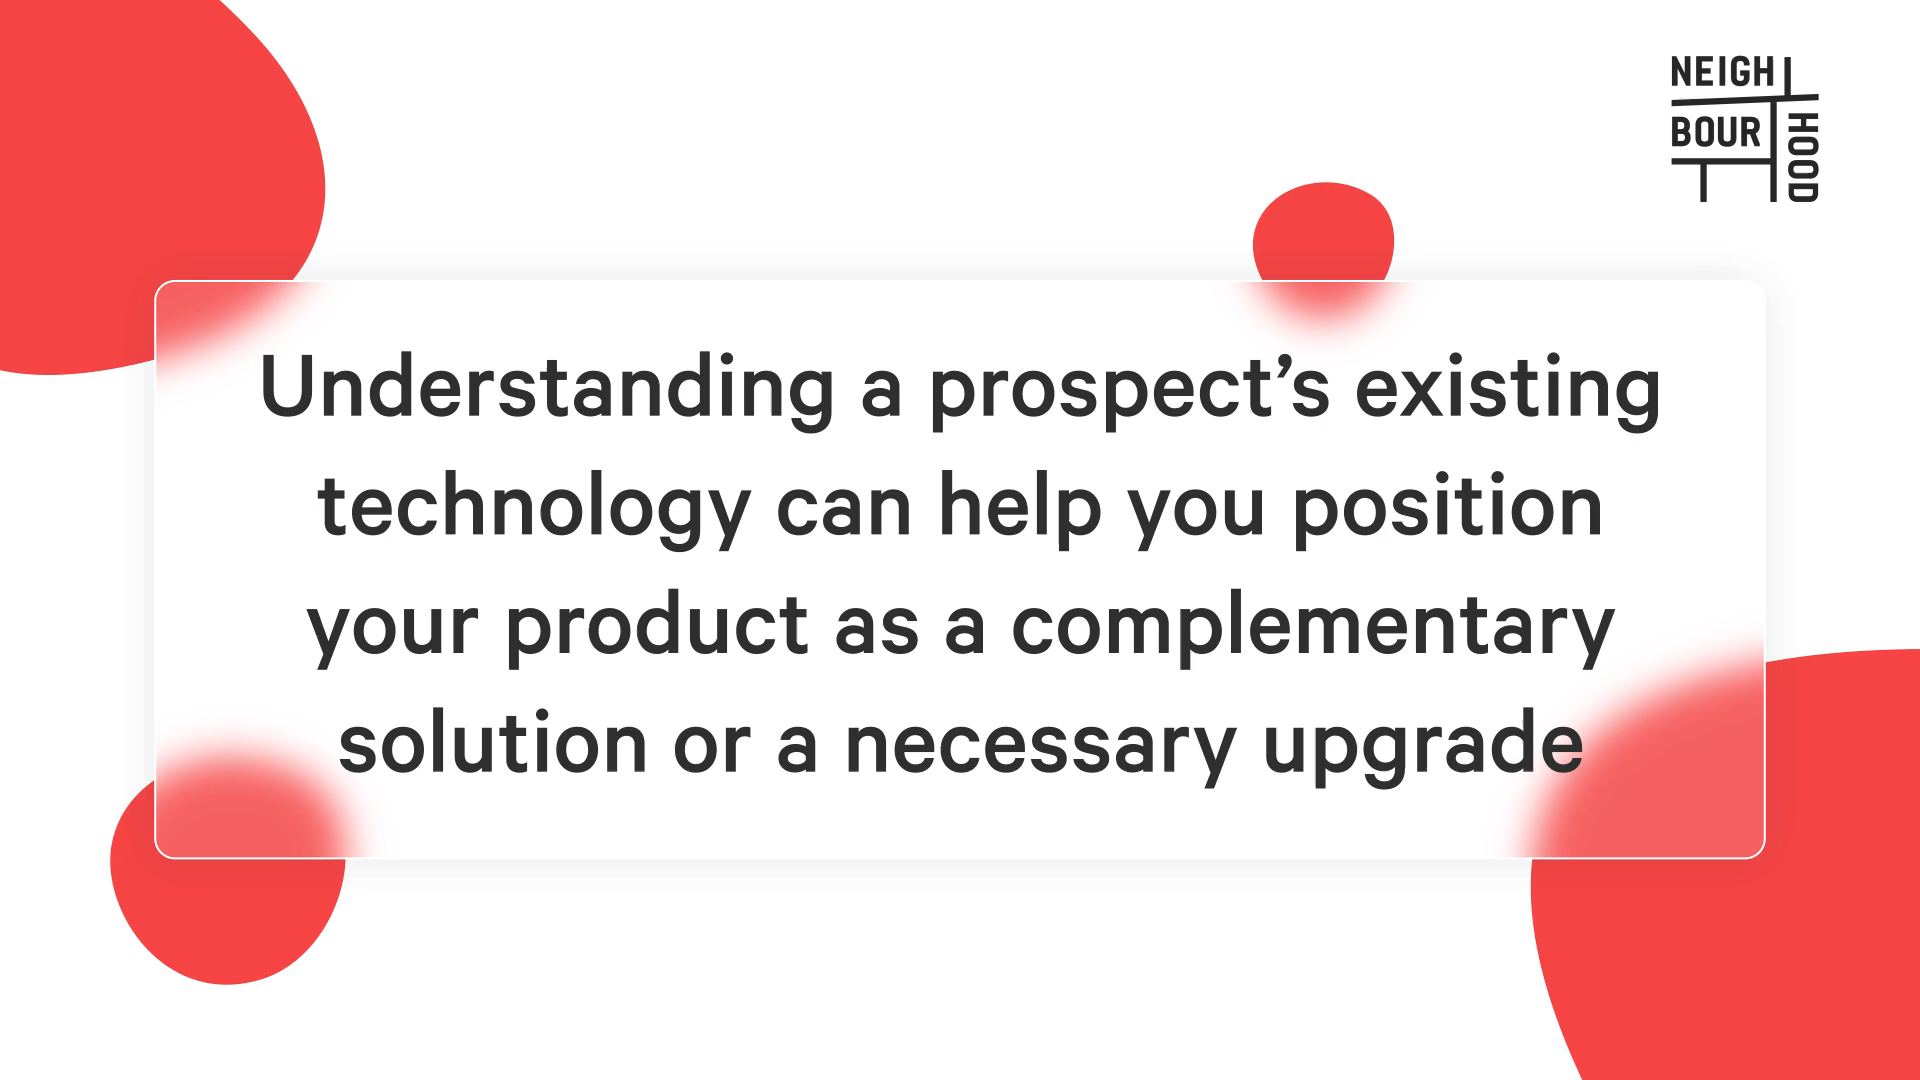 NEIGH
BOUR
HOOD
Understanding a prospect’s existing
technology can help you position
your product as a complementary
solution or a necessary upgrade